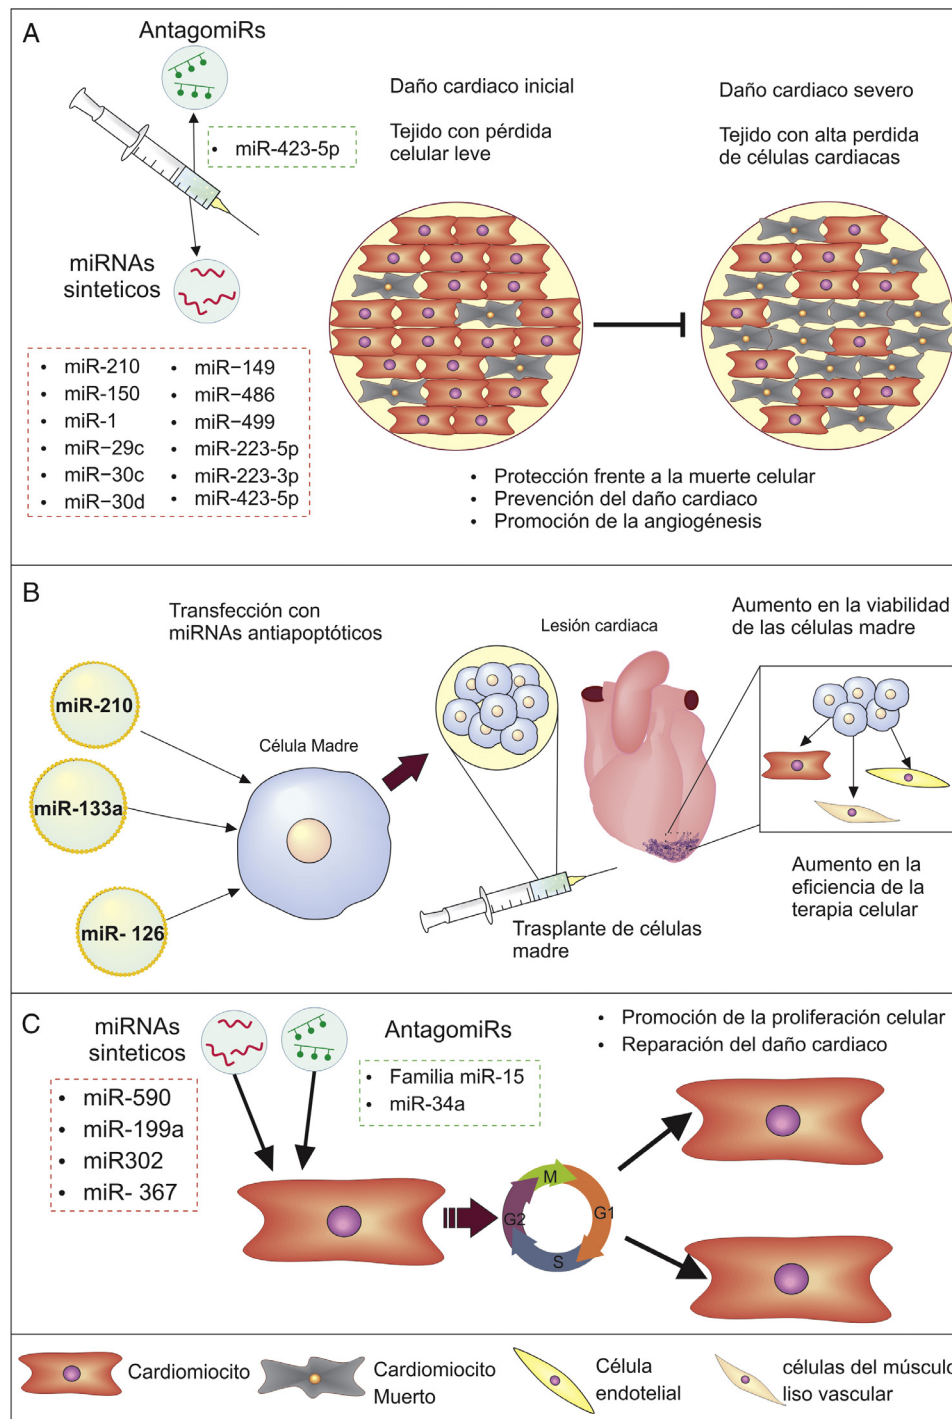 A
AntagomiRs
• miR-423-5p
miRNAs
sinteticos
• miR-210
• miR-150
• miR-1
• miR−29c
• miR−30c
• miR−30d
• miR−149
• miR−486
• miR−499
• miR-223-5p
• miR-223-3p
• miR-423-5p
Daño cardiaco inicial
Tejido con pérdida
celular leve
Daño cardiaco severo
Tejido con alta perdida
de células cardiacas
• Protección frente a la muerte celular
• Prevención del daño cardiaco
• Promoción de la angiogénesis
B
Transfección con
miRNAs antiapoptóticos
miR-210
miR-133a
miR- 126
Célula Madre
Lesión cardiaca
Trasplante de células
madre
Aumento en la viabilidad
de las células madre
Aumento en la
eficiencia de la
terapia celular
C
miRNAs
sinteticos
• miR-590
• miR-199a
• miR302
• miR- 367
AntagomiRs
• Familia miR-15
• miR-34a
M
G1
S
G2
• Promoción de la proliferación celular
• Reparación del daño cardiaco
Cardiomiocito
Cardiomiocito
Muerto
Célula
endotelial
células del músculo
liso vascular